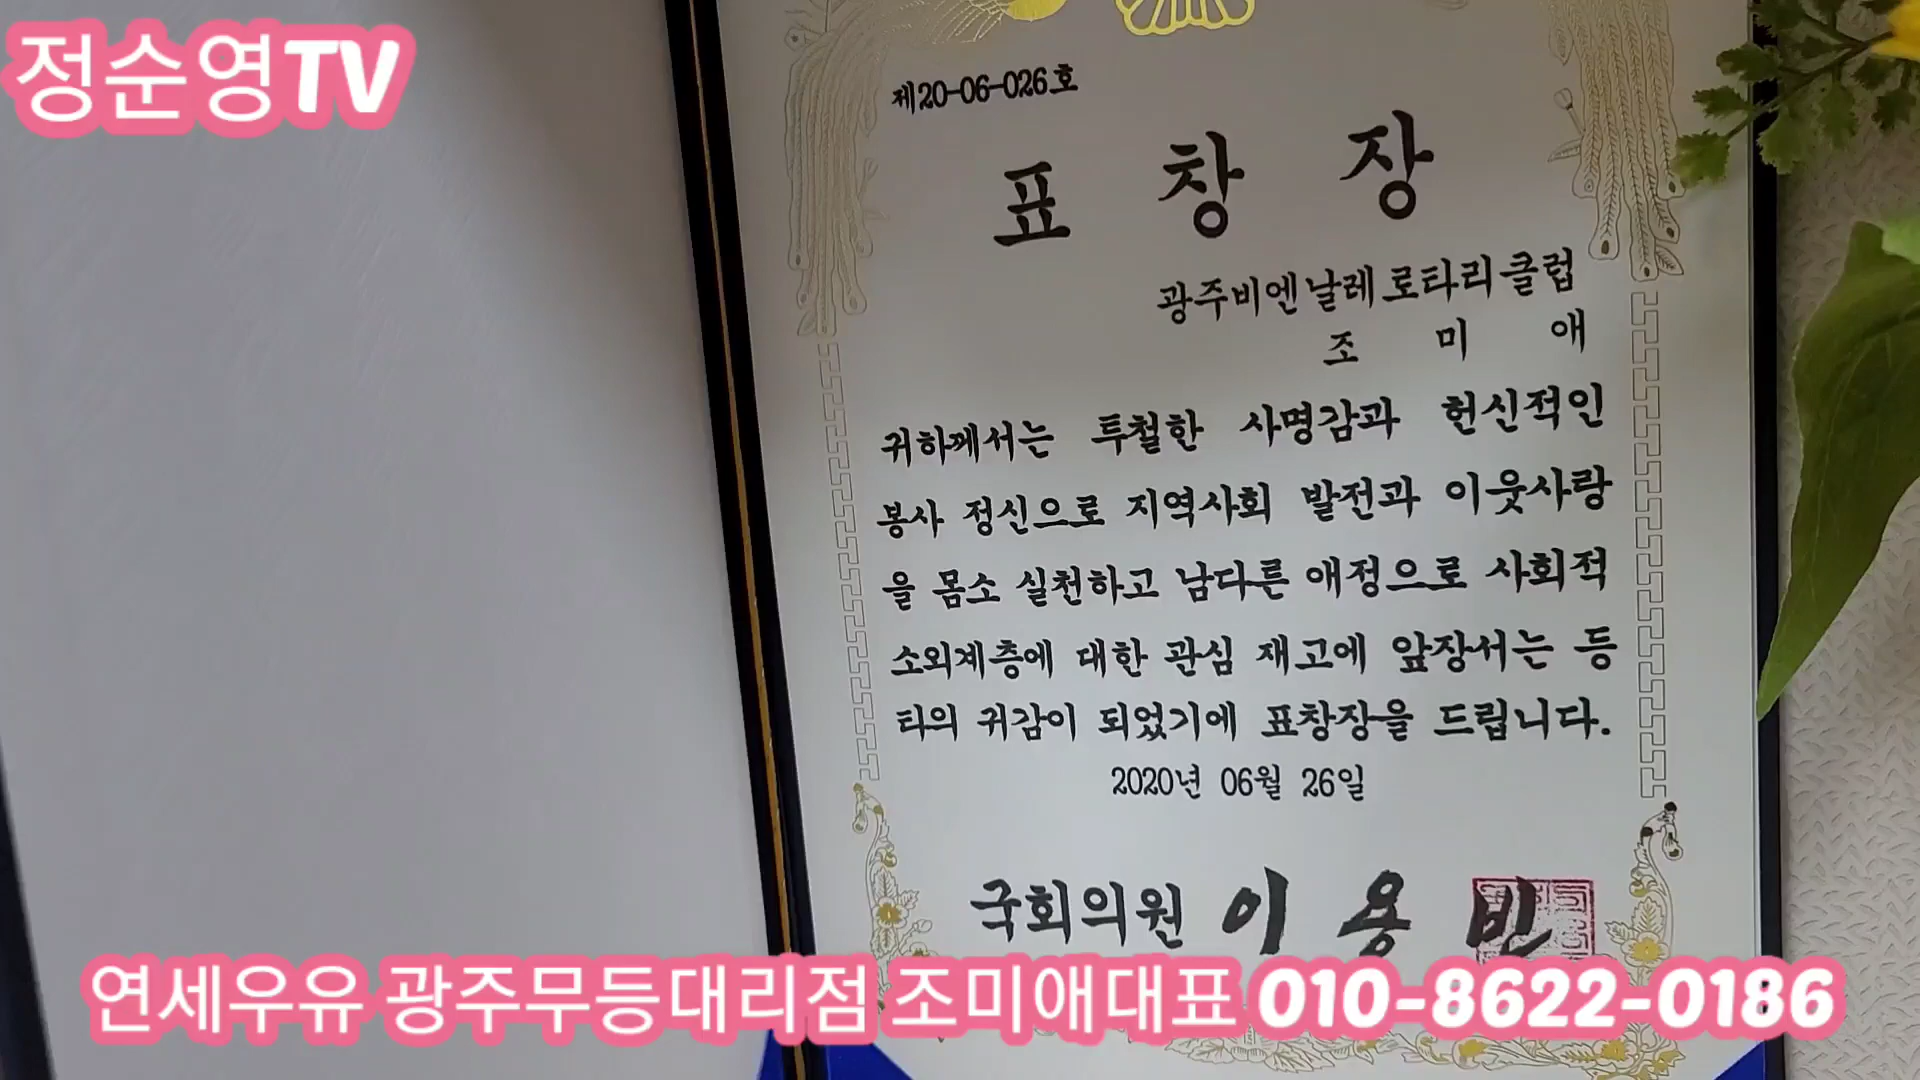 정순영TV
제20-06-026호
표 창 장
광주비엔날레 로타리클럽
조 미 애
귀하께서는 투철한 사명감과 헌신적인
봉사 정신으로 지역사회 발전과 이웃사랑
을 몸소 실천하고 남다른 애정으로 사회적
소외계층에 대한 관심 재고에 앞장서는 등
타의 귀감이 되었기에 표창장을 드립니다.
2020년 06월 26일
국회의원 이 용 빈
연세우유 광주무등대리점 조미애대표 010-8622-0186